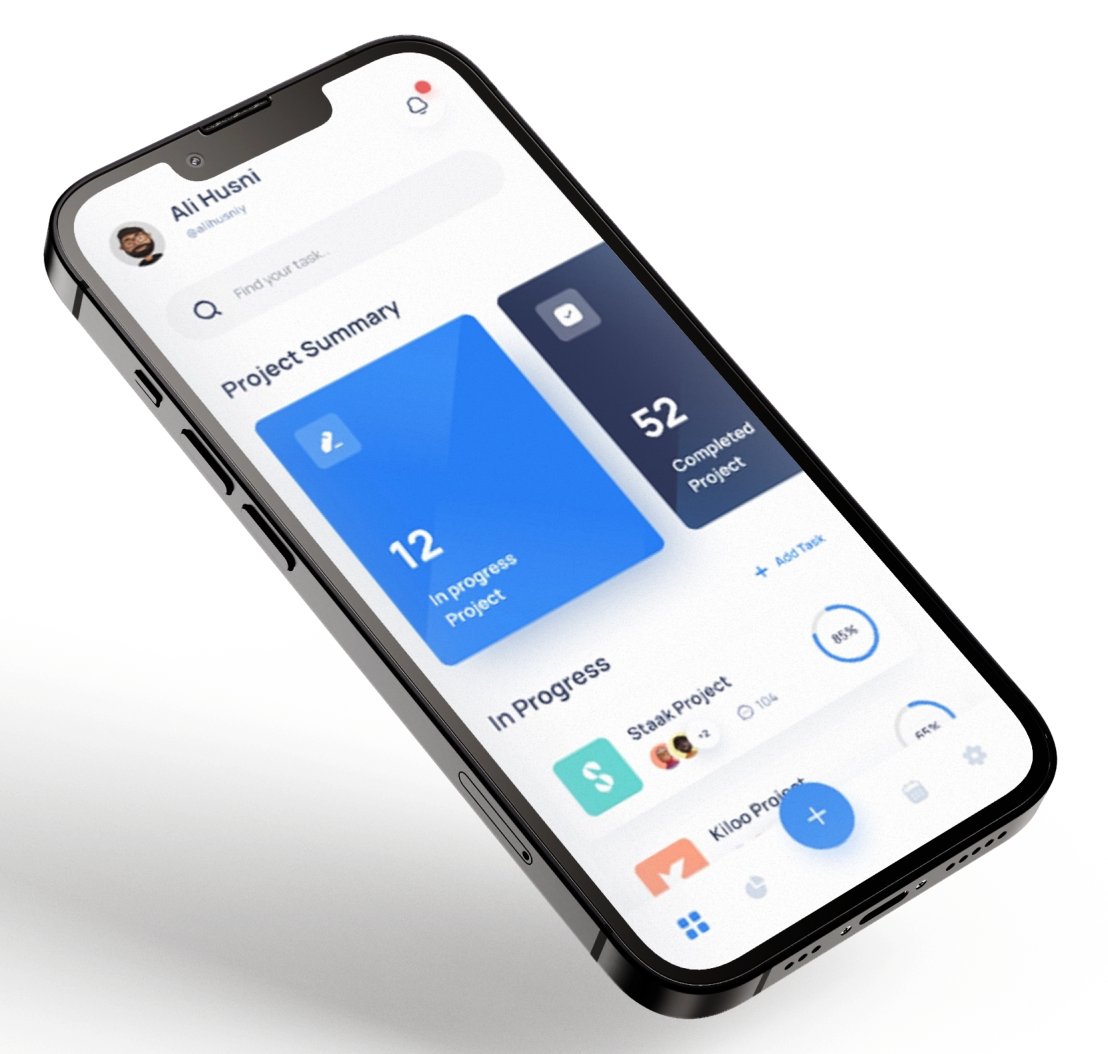 Ali Husni
@alihusniy
Find your task..
Project Summary
12
In progress
Project
52
Completed
Project
+ Add Task
In Progress
Staak Project
+2
104
85%
Kiloo Project
65%